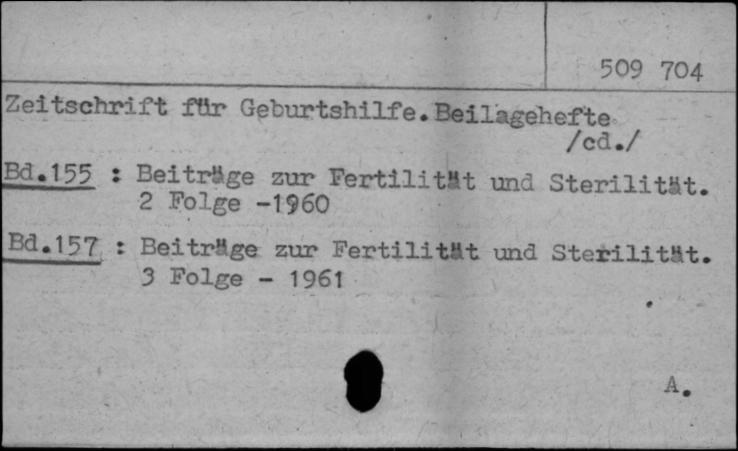 509 704
Zeitschrift für Geburtshilfe.Beilagehefte
/cd./
Bd.155 : Beiträge zur Fertilität und Sterilität.
2 Folge -1960
Bd.157 : Beiträge zur Fertilität und Sterilität.
3 Folge - 1961
A.